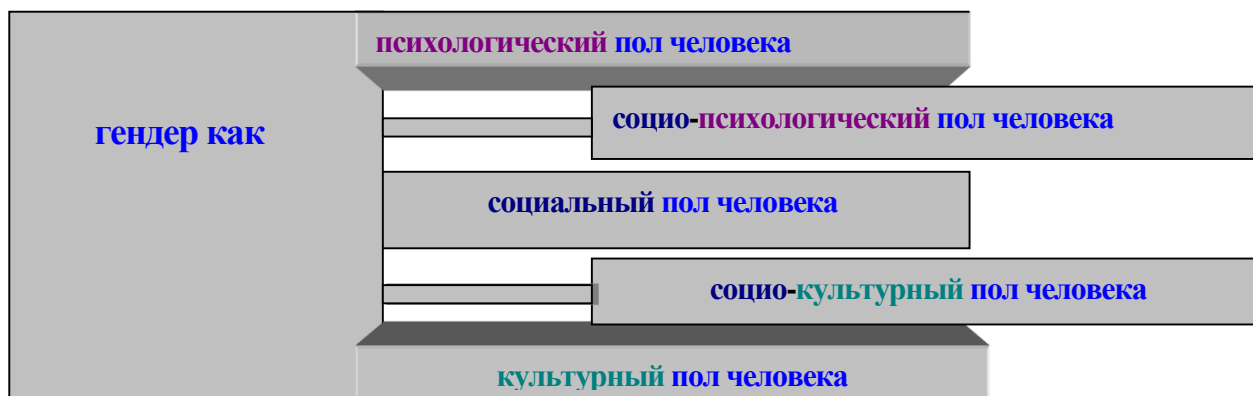 психологический пол человека
гендер как
социо-психологический пол человека
социальный пол человека
социо-культурный пол человека
культурный пол человека